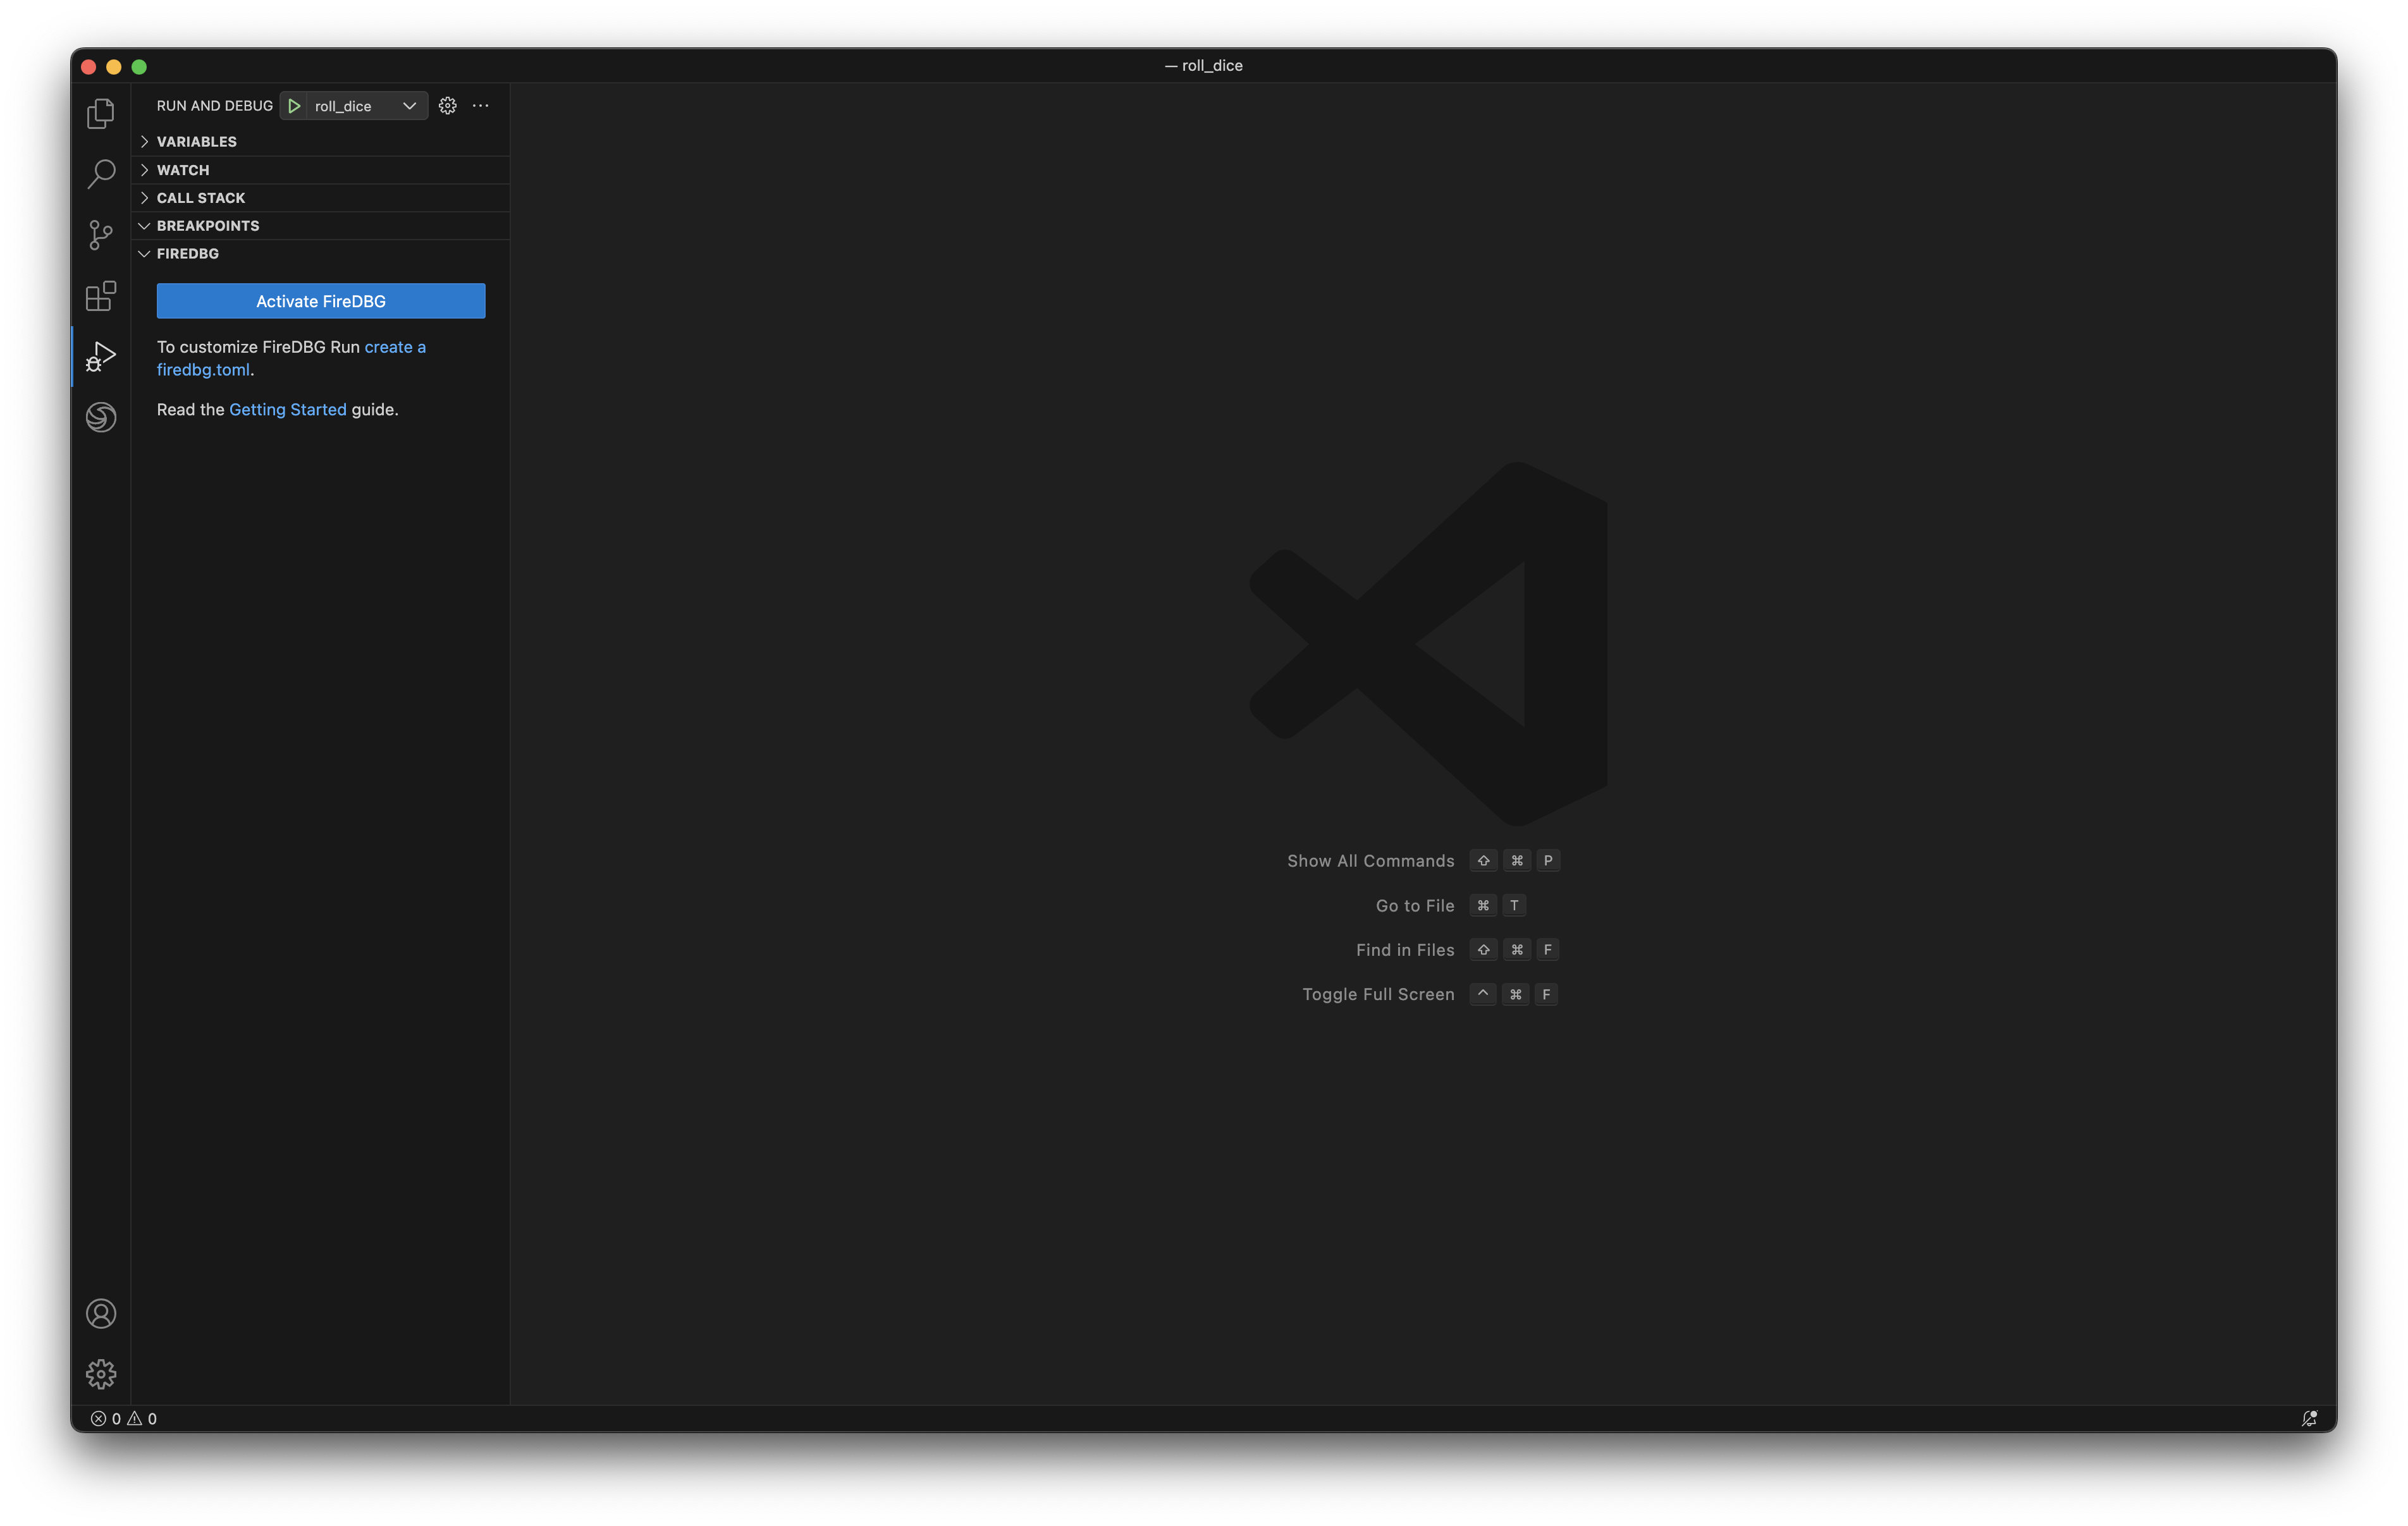 — roll_dice
RUN AND DEBUG roll_dice ···
VARIABLES
WATCH
CALL STACK
BREAKPOINTS
FIREDBG
Activate FireDBG
To customize FireDBG Run create a
firedbg.toml.
Read the Getting Started guide.
Show All Commands ⇧ ⌘ P
Go to File ⌘ T
Find in Files ⇧ ⌘ F
Toggle Full Screen ^ ⌘ F
0 0